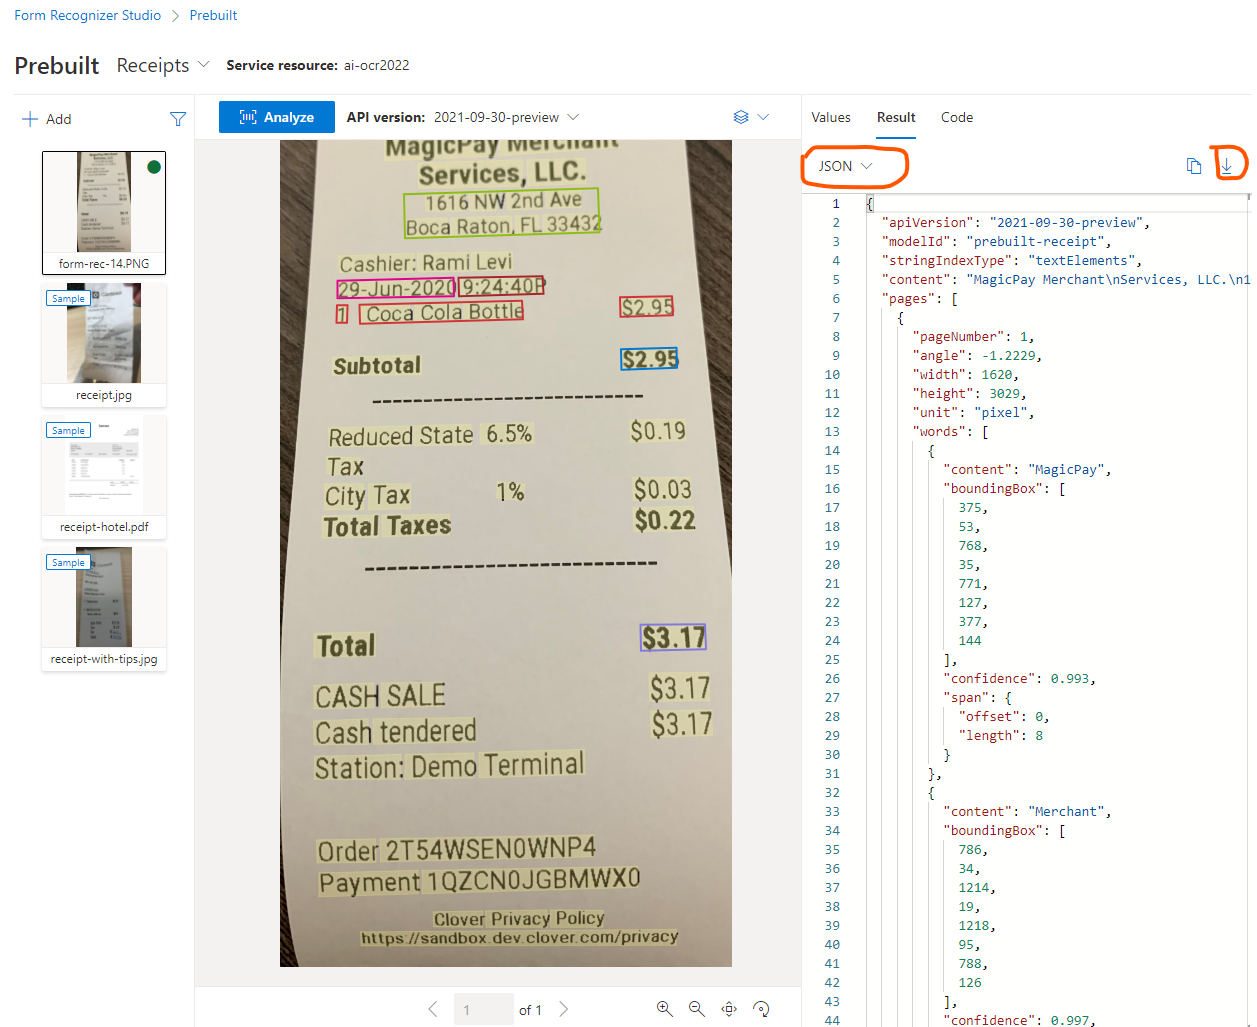 Form Recognizer Studio > Prebuilt
Prebuilt Receipts Service resource: ai-ocr2022
Add
form-rec-14.PNG
Sample
receipt.jpg
Sample
receipt-hotel.pdf
Sample
receipt-with-tips.jpg
Analyze API version: 2021-09-30-preview
MagicPay Merchant
Services, LLC.
1616 NW 2nd Ave
Boca Raton, FL 33432
Cashier: Rami Levi
29-Jun-2020 9:24:40P
1 Coca Cola Bottle $2.95
Subtotal $2.95
Reduced State 6.5% $0.19
Tax
City Tax 1% $0.03
Total Taxes $0.22
Total $3.17
CASH SALE $3.17
Cash tendered $3.17
Station: Demo Terminal
Order 2T54WSEN0WNP4
Payment 1QZCN0JGBMWX0
Clover Privacy Policy
https://sandbox.dev.clover.com/privacy
1 of 1
Values Result Code
JSON
1 {
2 "apiVersion": "2021-09-30-preview",
3 "modelId": "prebuilt-receipt",
4 "stringIndexType": "textElements",
5 "content": "MagicPay Merchant\nServices, LLC.\n1
6 "pages": [
7 {
8 "pageNumber": 1,
9 "angle": -1.2229,
10 "width": 1620,
11 "height": 3029,
12 "unit": "pixel",
13 "words": [
14 {
15 "content": "MagicPay",
16 "boundingBox": [
17 375,
18 53,
19 768,
20 35,
21 771,
22 127,
23 377,
24 144
25 ],
26 "confidence": 0.993,
27 "span": {
28 "offset": 0,
29 "length": 8
30 }
31 },
32 {
33 "content": "Merchant",
34 "boundingBox": [
35 786,
36 34,
37 1214,
38 19,
39 1218,
40 95,
41 788,
42 126
43 ],
44 "confidence": 0.997,